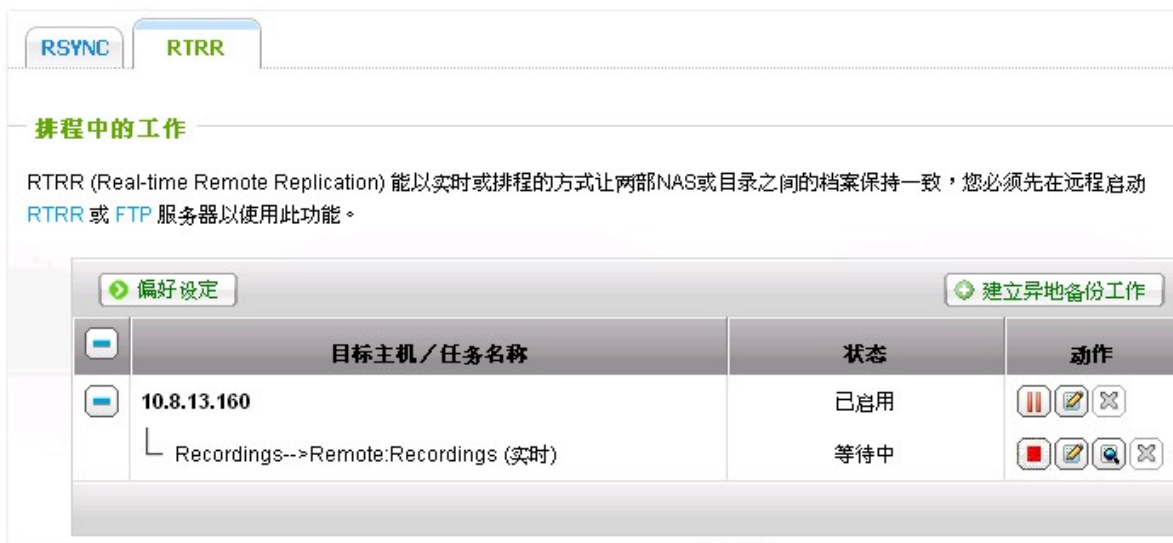 RSYNC
RTRR
排程中的工作
RTRR (Real-time Remote Replication) 能以实时或排程的方式让两部NAS或目录之间的档案保持一致，您必须先在远程启动
RTRR 或 FTP 服务器以使用此功能。
偏好设定
建立异地备份工作
目标主机／任务名称 状态 动作
10.8.13.160 已启用
Recordings-->Remote:Recordings (实时) 等待中